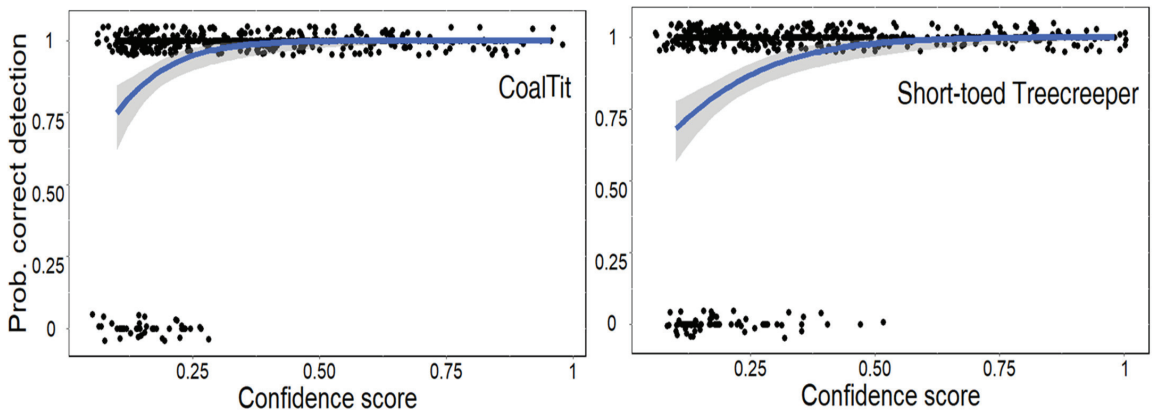 Prob. correct detection
1
0.75
0.50
0.25
0
CoalTit
0.25 0.50 0.75 1
Confidence score
1
0.75
0.50
0.25
0
Short-toed Treecreeper
0.25 0.50 0.75 1
Confidence score